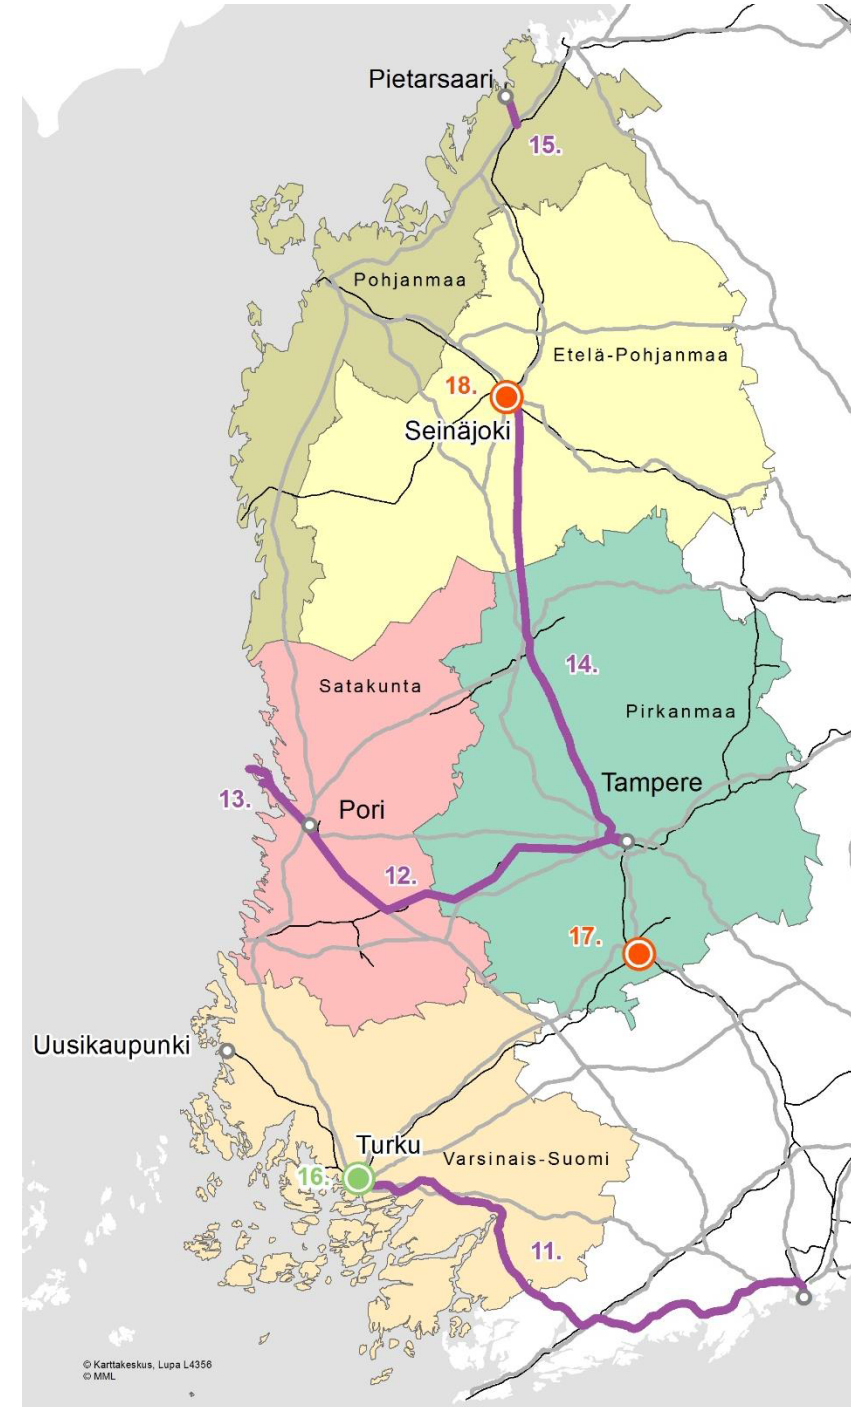 Pietarsaari
15.
Pohjanmaa
Etelä-Pohjanmaa
18.
Seinäjoki
14.
Satakunta
Pirkanmaa
Tampere
13.
Pori
12.
17.
Uusikaupunki
Turku
Varsinais-Suomi
16.
11.
© Karttakeskus, Lupa L4356
© MML